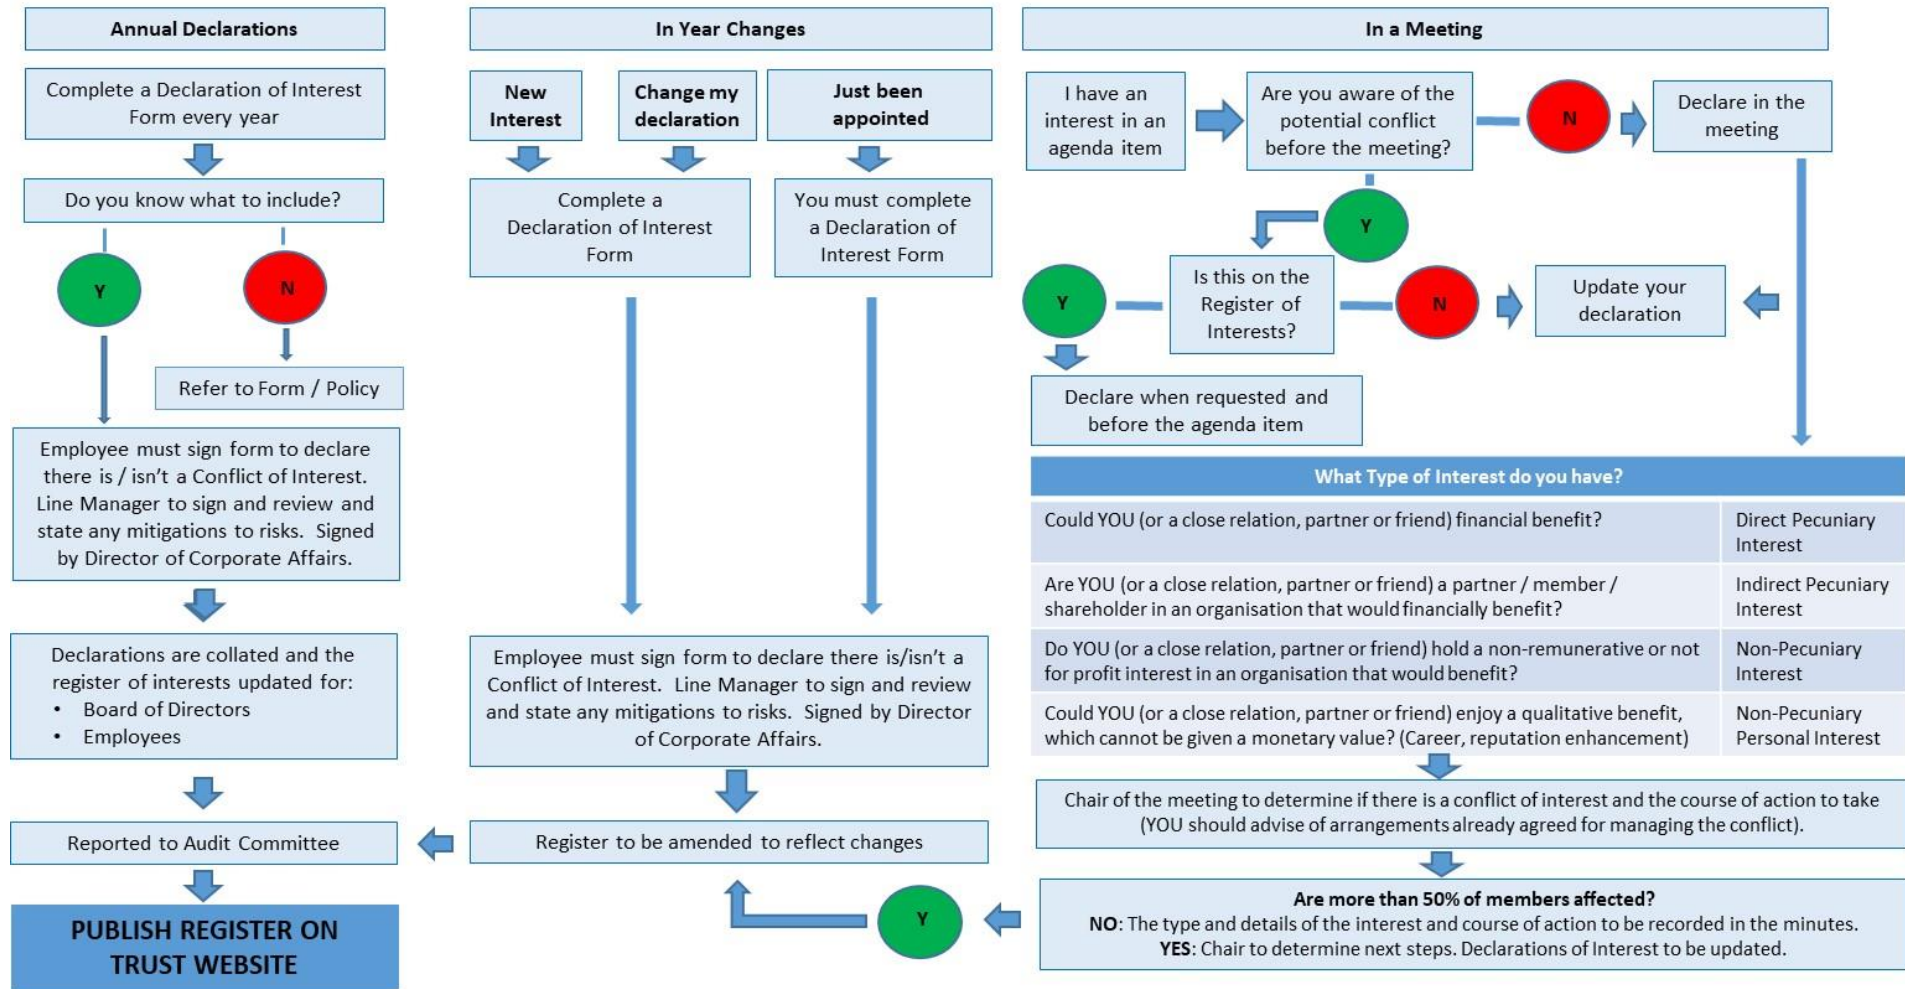 Annual Declarations
Complete a Declaration of Interest
Form every year
Do you know what to include?
Y
N
Refer to Form / Policy
Employee must sign form to declare
there is / isn’t a Conflict of Interest.
Line Manager to sign and review and
state any mitigations to risks.  Signed
by Director of Corporate Affairs.
Declarations are collated and the
register of interests updated for:
• Board of Directors
• Employees
Reported to Audit Committee
PUBLISH REGISTER ON
TRUST WEBSITE
In Year Changes
New
Interest
Change my
declaration
Just been
appointed
Complete a
Declaration of Interest
Form
You must complete
a Declaration of
Interest Form
Employee must sign form to declare there is/isn’t a
Conflict of Interest.  Line Manager to sign and review
and state any mitigations to risks.  Signed by Director
of Corporate Affairs.
Register to be amended to reflect changes
In a Meeting
I have an
interest in an
agenda item
Are you aware of the
potential conflict
before the meeting?
N
Declare in the
meeting
Y
Y
Is this on the
Register of
Interests?
N
Update your
declaration
Declare when requested and
before the agenda item
What Type of Interest do you have?
Could YOU (or a close relation, partner or friend) financial benefit?
Direct Pecuniary
Interest
Are YOU (or a close relation, partner or friend) a partner / member /
shareholder in an organisation that would financially benefit?
Indirect Pecuniary
Interest
Do YOU (or a close relation, partner or friend) hold a non-remunerative or not
for profit interest in an organisation that would benefit?
Non-Pecuniary
Interest
Could YOU (or a close relation, partner or friend) enjoy a qualitative benefit,
which cannot be given a monetary value? (Career, reputation enhancement)
Non-Pecuniary
Personal Interest
Chair of the meeting to determine if there is a conflict of interest and the course of action to take
(YOU should advise of arrangements already agreed for managing the conflict).
Are more than 50% of members affected?
NO: The type and details of the interest and course of action to be recorded in the minutes.
YES: Chair to determine next steps. Declarations of Interest to be updated.
Y